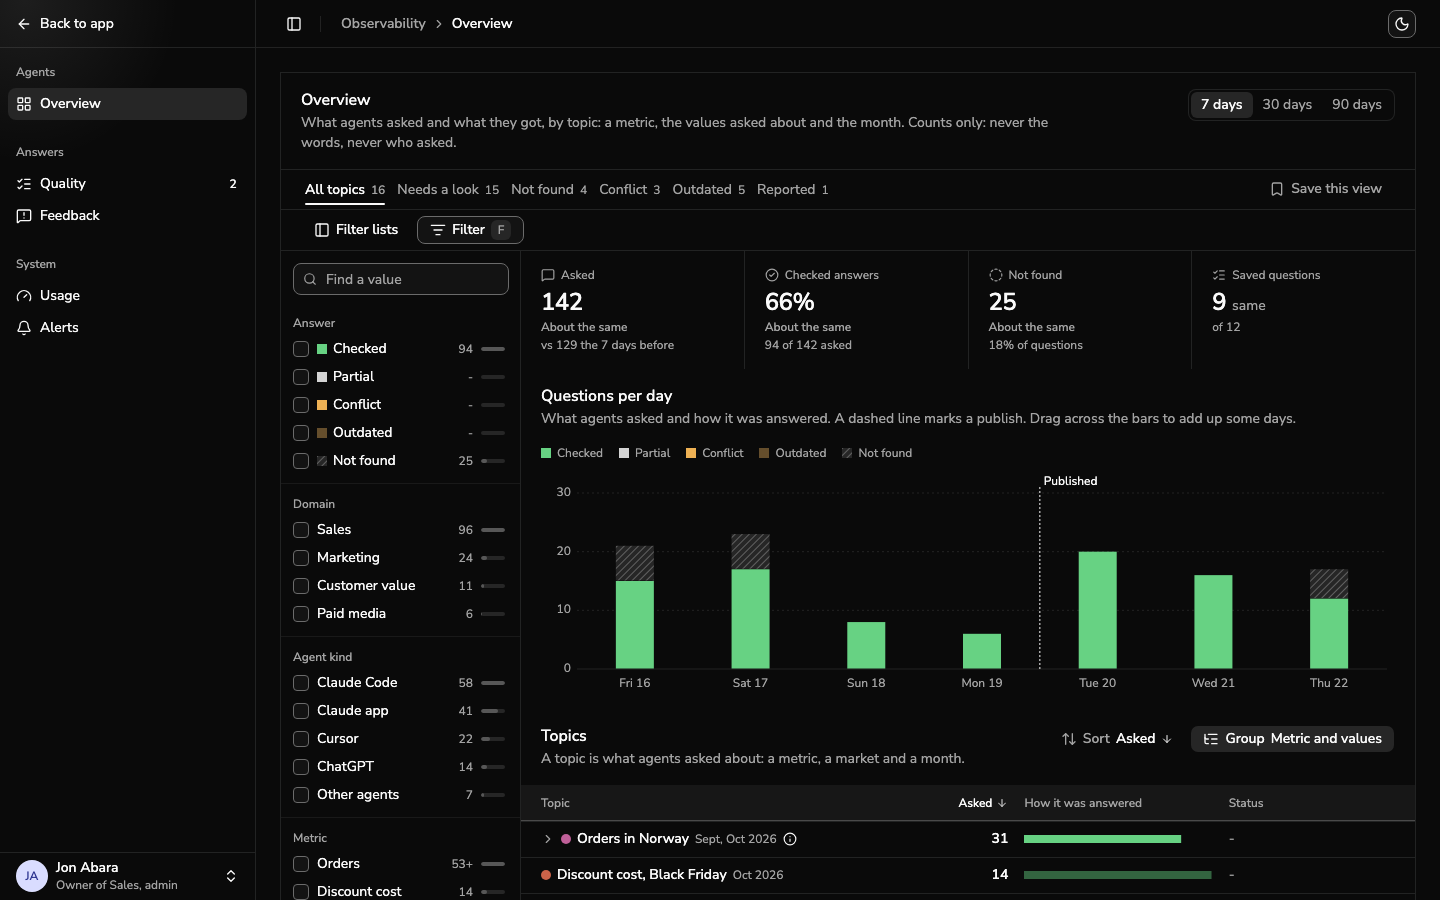 Back to app
Observability > Overview
Agents
Overview
Answers
Quality 2
Feedback
System
Usage
Alerts
JA
Jon Abara
Owner of Sales, admin
Overview
What agents asked and what they got, by topic: a metric, the values asked about and the month. Counts only: never the
words, never who asked.
7 days 30 days 90 days
All topics 16 Needs a look 15 Not found 4 Conflict 3 Outdated 5 Reported 1
Save this view
Filter lists Filter F
Find a value
Answer
Checked 94
Partial -
Conflict -
Outdated -
Not found 25
Domain
Sales 96
Marketing 24
Customer value 11
Paid media 6
Agent kind
Claude Code 58
Claude app 41
Cursor 22
ChatGPT 14
Other agents 7
Metric
Orders 53+
Discount cost 14
Asked
142
About the same
vs 129 the 7 days before
Checked answers
66%
About the same
94 of 142 asked
Not found
25
About the same
18% of questions
Saved questions
9 same
of 12
Questions per day
What agents asked and how it was answered. A dashed line marks a publish. Drag across the bars to add up some days.
Checked Partial Conflict Outdated Not found
Published
30
20
10
0
Fri 16 Sat 17 Sun 18 Mon 19 Tue 20 Wed 21 Thu 22
Topics
A topic is what agents asked about: a metric, a market and a month.
Sort Asked ↓
Group Metric and values
Topic Asked ↓ How it was answered Status
Orders in Norway Sept, Oct 2026 31 -
Discount cost, Black Friday Oct 2026 14 -